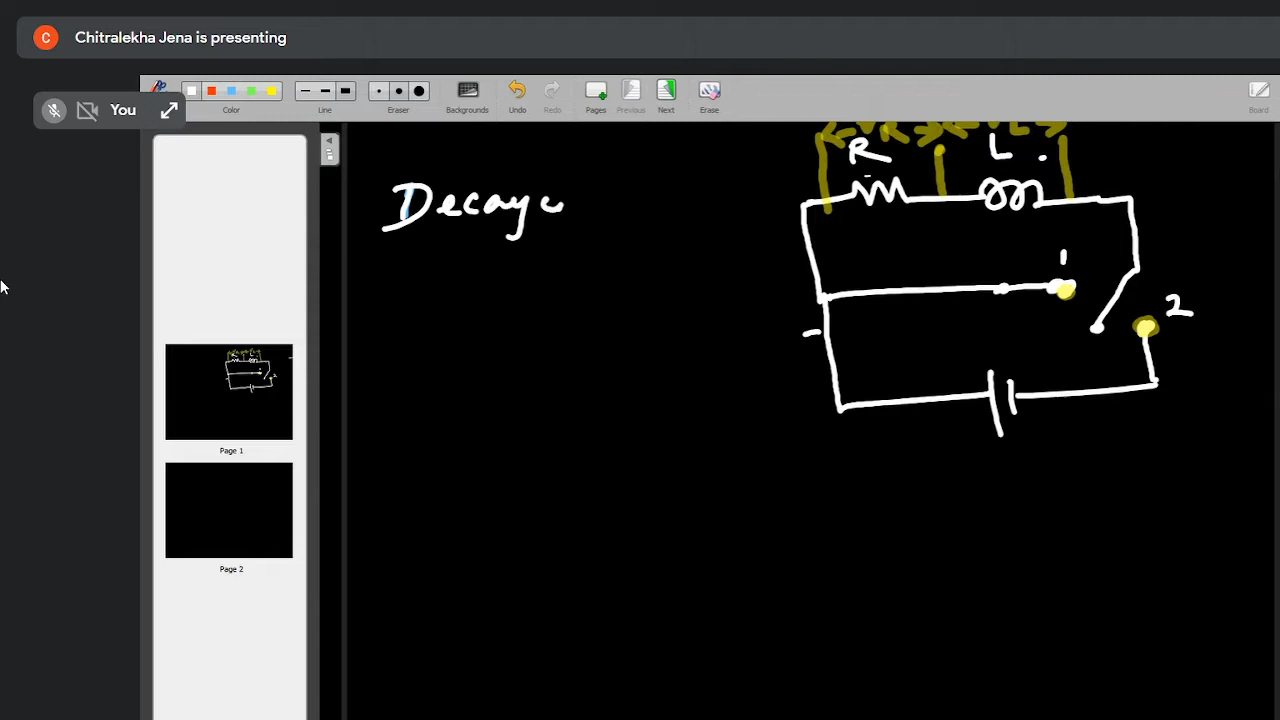 C Chitralekha Jena is presenting
You
Color
Line
Eraser
Backgrounds
Undo
Redo
Pages
Previous
Next
Erase
Board
R L
Decay
1
2
Page 1
Page 2